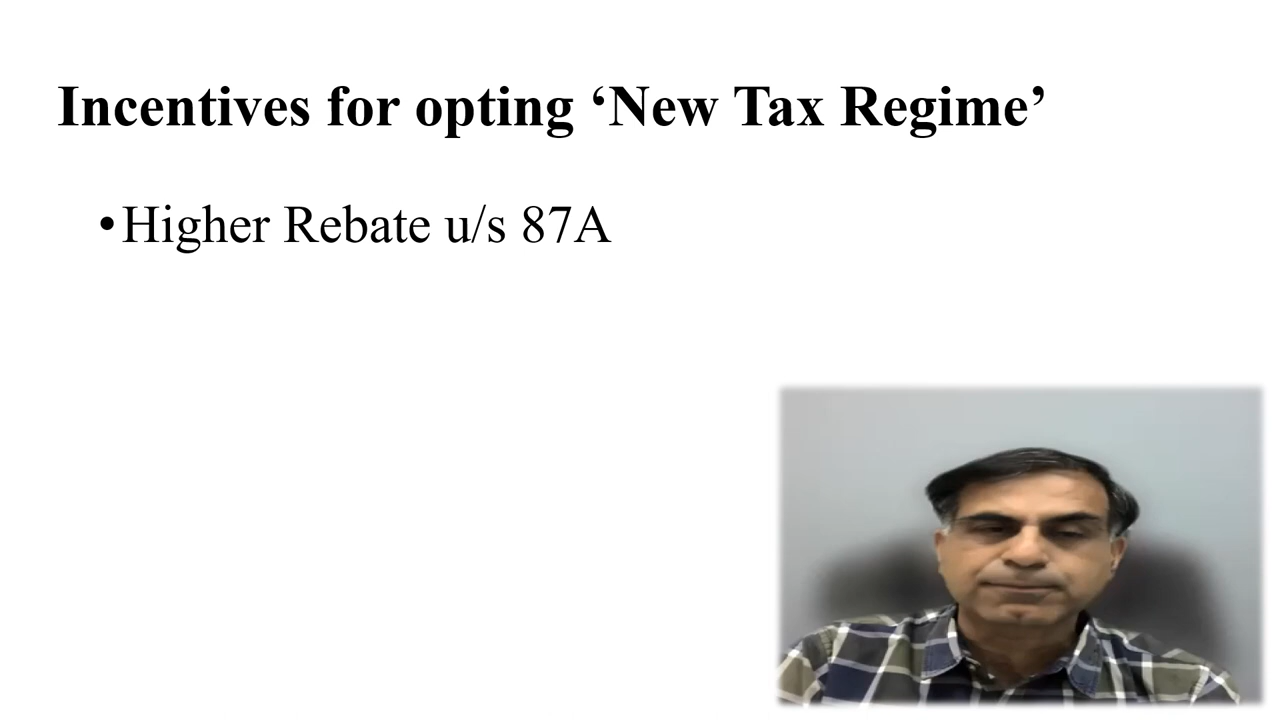 Incentives for opting ‘New Tax Regime’
•Higher Rebate u/s 87A